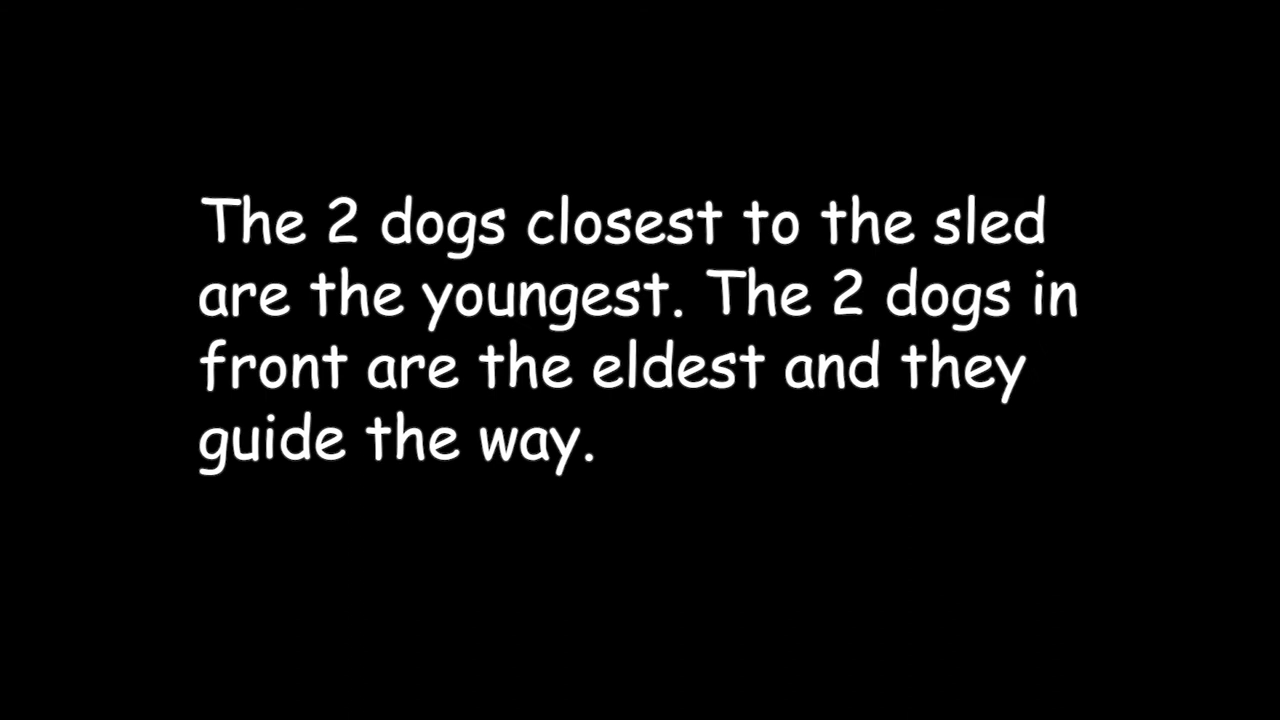 The 2 dogs closest to the sled
are the youngest. The 2 dogs in
front are the eldest and they
guide the way.